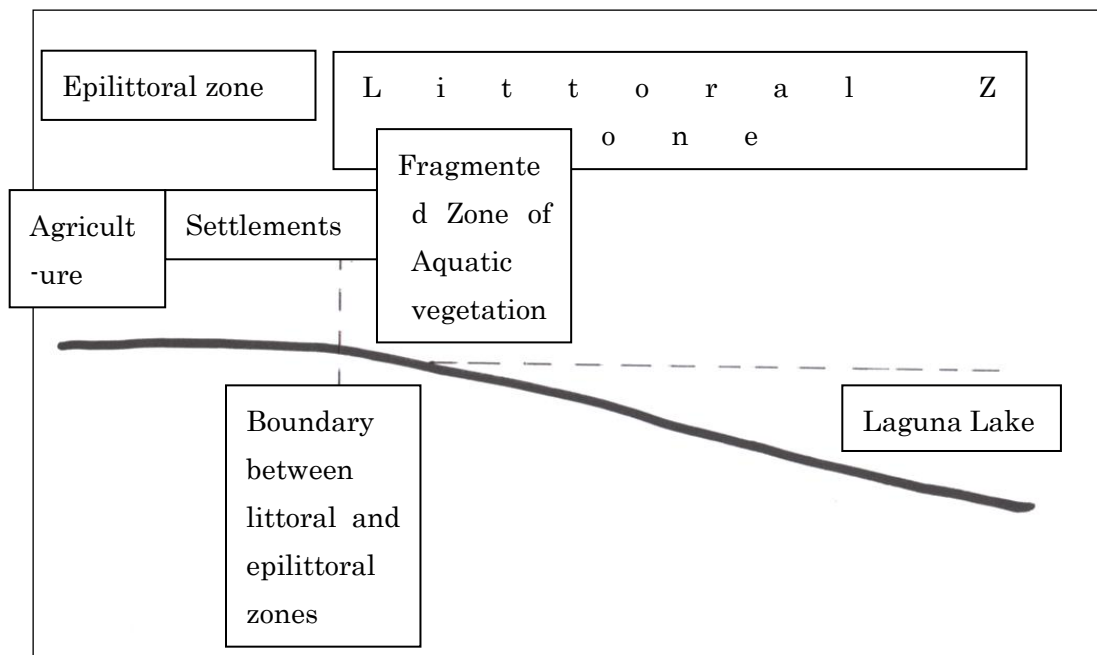 Epilittoral zone
L i t t o r a l Z
o n e
Fragmente
d Zone of
Aquatic
vegetation
Agricult
-ure
Settlements
Boundary
between
littoral and
epilittoral
zones
Laguna Lake